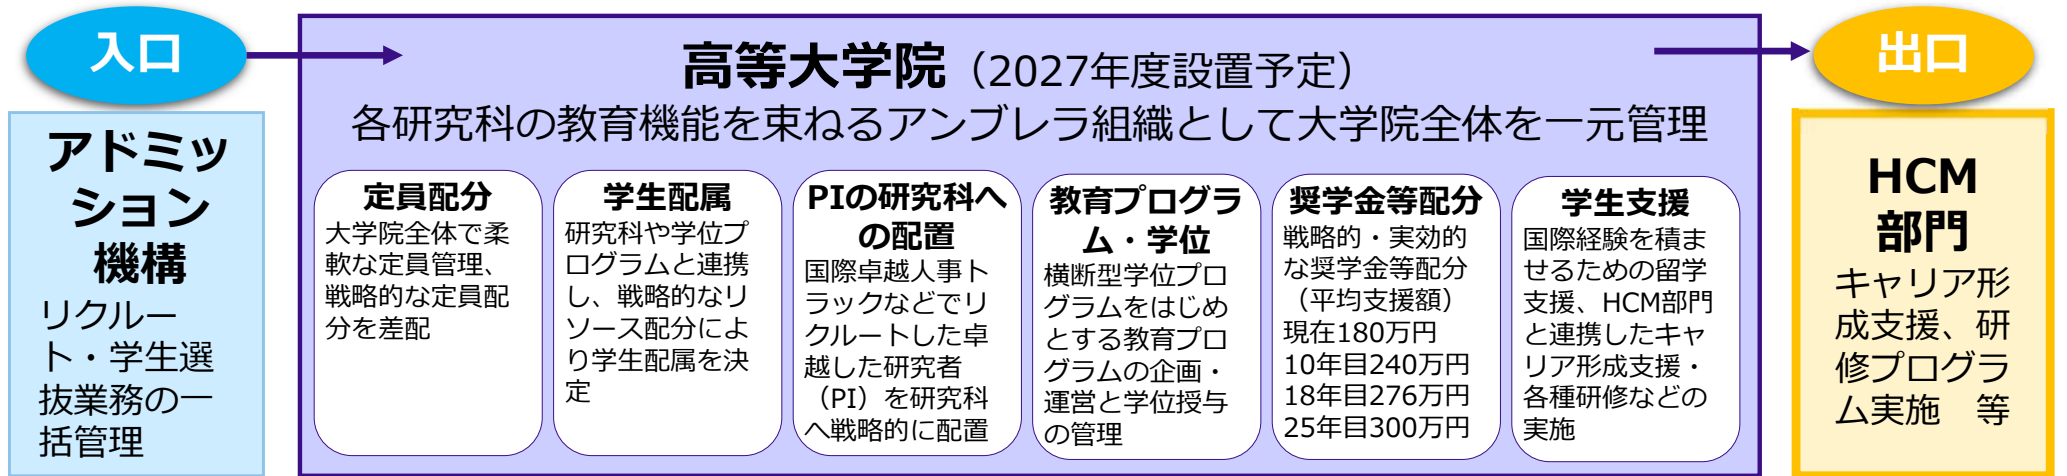 入口
アドミッ
ション
機構
リクルー
ト・学生選
抜業務の一
括管理
高等大学院（2027年度設置予定）
各研究科の教育機能を束ねるアンブレラ組織として大学院全体を一元管理
定員配分
大学院全体で柔
軟な定員管理、
戦略的な定員配
分を差配
学生配属
研究科や学位プ
ログラムと連携
し、戦略的なリ
ソース配分によ
り学生配属を決
定
PIの研究科へ
の配置
国際卓越人事ト
ラックなどでリ
クルートした卓
越した研究者
（PI）を研究科
へ戦略的に配置
教育プログラ
ム・学位
横断型学位プロ
グラムをはじめ
とする教育プロ
グラムの企画・
運営と学位授与
の管理
奨学金等配分
戦略的・実効的
な奨学金等配分
（平均支援額）
現在180万円
10年目240万円
18年目276万円
25年目300万円
学生支援
国際経験を積ま
せるための留学
支援、HCM部門
と連携したキャ
リア形成支援・
各種研修などの
実施
出口
HCM
部門
キャリア形
成支援、研
修プログラ
ム実施　等